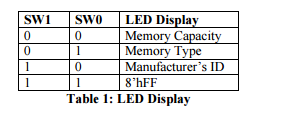 SW1 SW0 LED Display
0 0 Memory Capacity
0 1 Memory Type
1 0 Manufacturer's ID
1 1 8'hFF
Table 1: LED Display